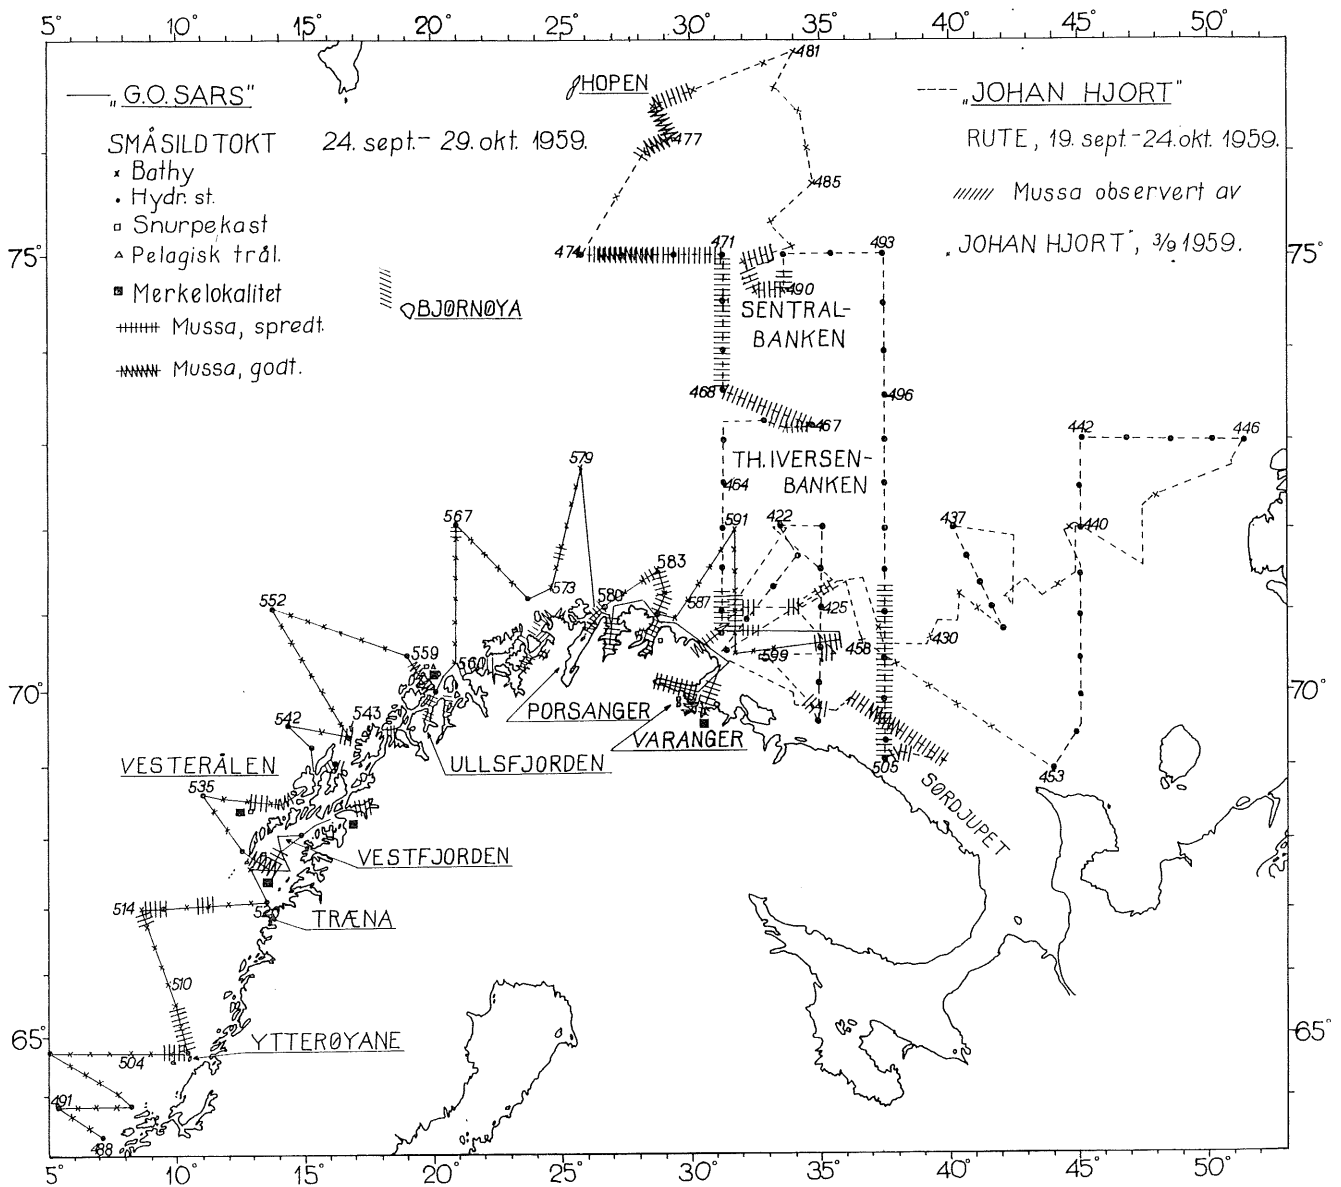 5° 10° 15° 20° 25° 30° 35° 40° 45° 50°
„G.O. SARS"
SMÅSILDTOKT 24. sept.- 29. okt. 1959.
x Bathy
• Hydr. st.
Snurpekast
Pelagisk trål.
Merkelokalitet
Mussa, spredt.
Mussa, godt.
HOPEN
„JOHAN HJORT"
RUTE, 19. sept-24. okt. 1959.
Mussa observert av
„JOHAN HJORT", 3/9 1959.
481
477
485
474 471 493
75° 75°
490
BJØRNØYA
SENTRAL-
BANKEN
468 496
467
442 446
TH. IVERSEN-
BANKEN
579
464
567 591 422 437 440
583
573
552 580 587 425
430
559 560 458
599
70° 70°
PORSANGER
542 543
VARANGER
VESTERÅLEN ULLSFJORDEN
505 453
535
SØRDJUPET
VESTFJORDEN
514 520
TRÆNA
510
YTTERØYANE
65° 65°
504
491
488
5° 10° 15° 20° 25° 30° 35° 40° 45° 50°